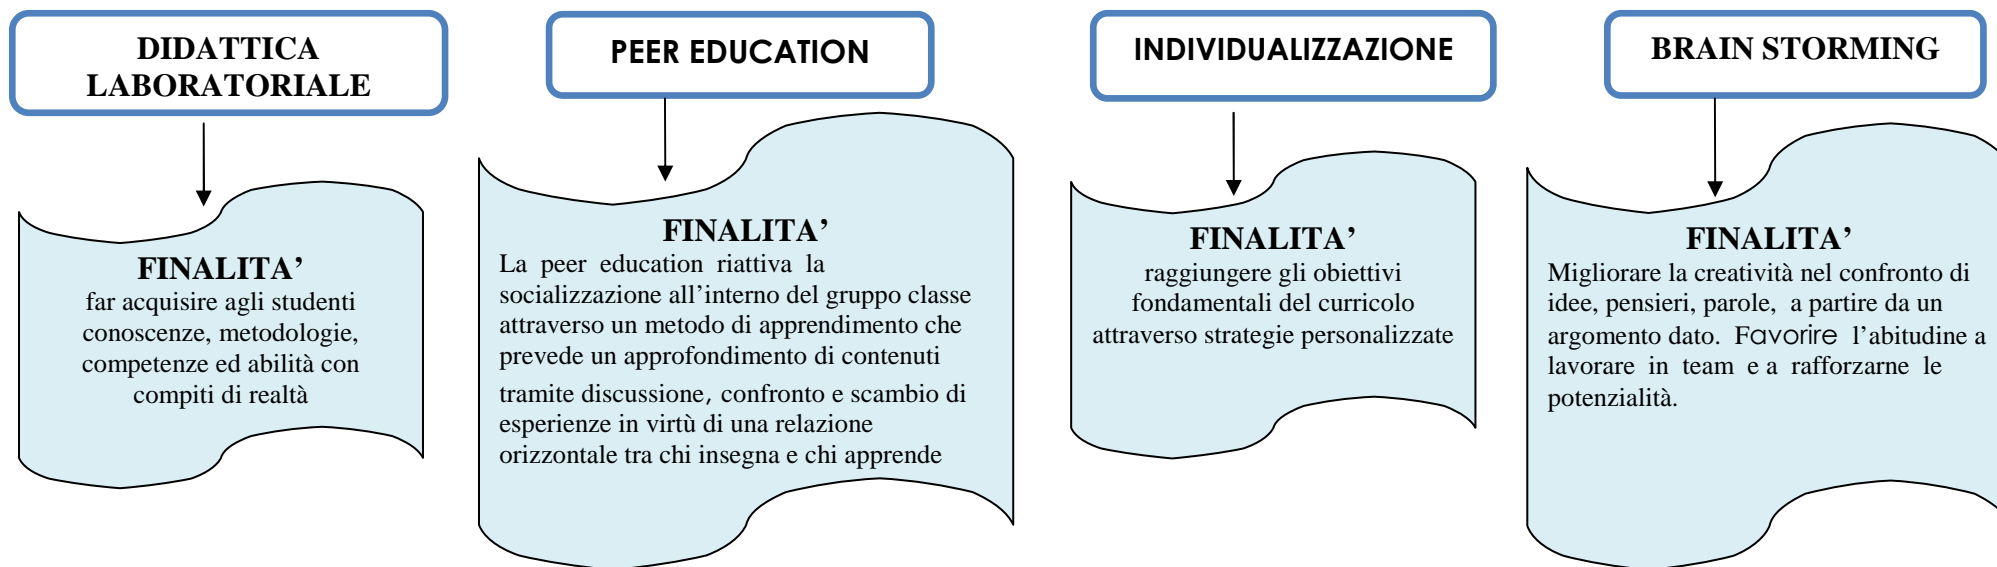 DIDATTICA
LABORATORIALE
FINALITA’
far acquisire agli studenti
conoscenze, metodologie,
competenze ed abilità con
compiti di realtà
PEER EDUCATION
FINALITA’
La peer education riattiva la
socializzazione all’interno del gruppo classe
attraverso un metodo di apprendimento che
prevede un approfondimento di contenuti
tramite discussione, confronto e scambio di
esperienze in virtù di una relazione
orizzontale tra chi insegna e chi apprende
INDIVIDUALIZZAZIONE
FINALITA’
raggiungere gli obiettivi
fondamentali del curricolo
attraverso strategie personalizzate
BRAIN STORMING
FINALITA’
Migliorare la creatività nel confronto di
idee, pensieri, parole, a partire da un
argomento dato. Favorire l’abitudine a
lavorare in team e a rafforzarne le
potenzialità.